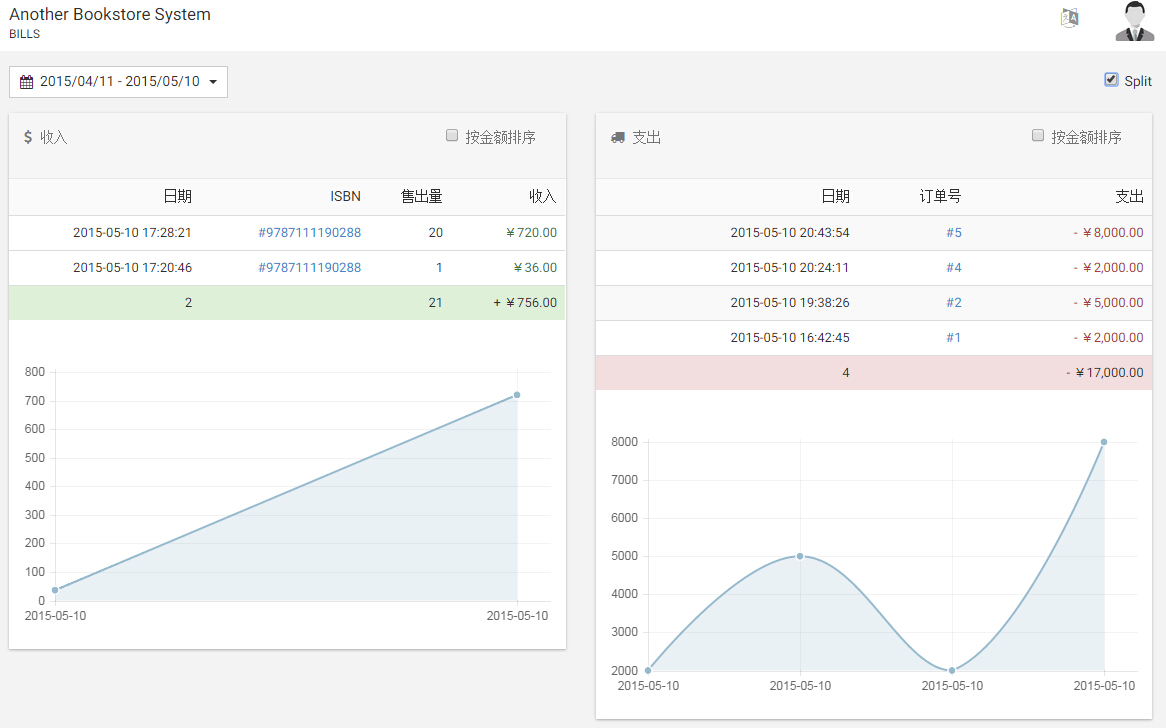 Another Bookstore System
BILLS
2015/04/11 - 2015/05/10
Split
$ 收入
按金额排序
日期 ISBN 售出量 收入
2015-05-10 17:28:21 #9787111190288 20 ¥720.00
2015-05-10 17:20:46 #9787111190288 1 ¥36.00
2 21 + ¥756.00
800
700
600
500
400
300
200
100
0
2015-05-10 2015-05-10
支出
按金额排序
日期 订单号 支出
2015-05-10 20:43:54 #5 - ¥8,000.00
2015-05-10 20:24:11 #4 - ¥2,000.00
2015-05-10 19:38:26 #2 - ¥5,000.00
2015-05-10 16:42:45 #1 - ¥2,000.00
4 - ¥17,000.00
8000
7000
6000
5000
4000
3000
2000
2015-05-10 2015-05-10 2015-05-10 2015-05-10